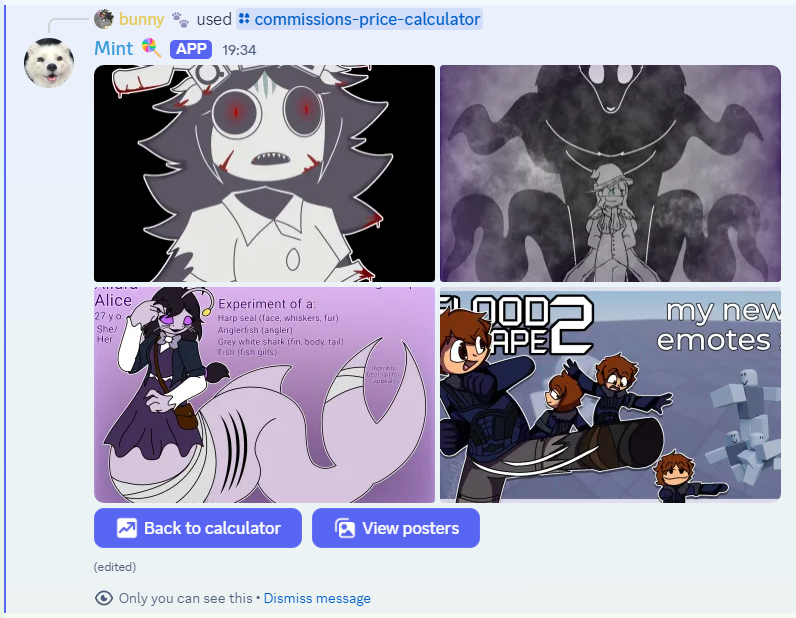 bunny used commissions-price-calculator
Mint APP 19:34
Alice
27 y.o
She/
Her
Experiment of a:
Harp seal (face, whiskers, fur)
Anglerfish (angler)
Grey white shark (fin, body, tail)
Fish (fish gills)
my new
emotes
2
Back to calculator
View posters
(edited)
Only you can see this • Dismiss message